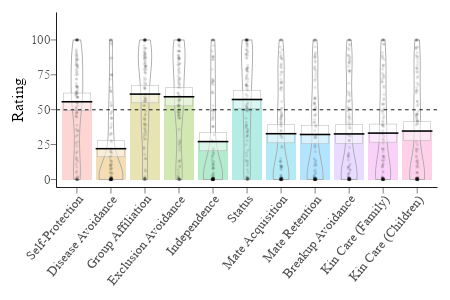 Rating
100
75
50
25
0
Self-Protection
Disease Avoidance
Group Affiliation
Exclusion Avoidance
Independence
Status
Mate Acquisition
Mate Retention
Breakup Avoidance
Kin Care (Family)
Kin Care (Children)